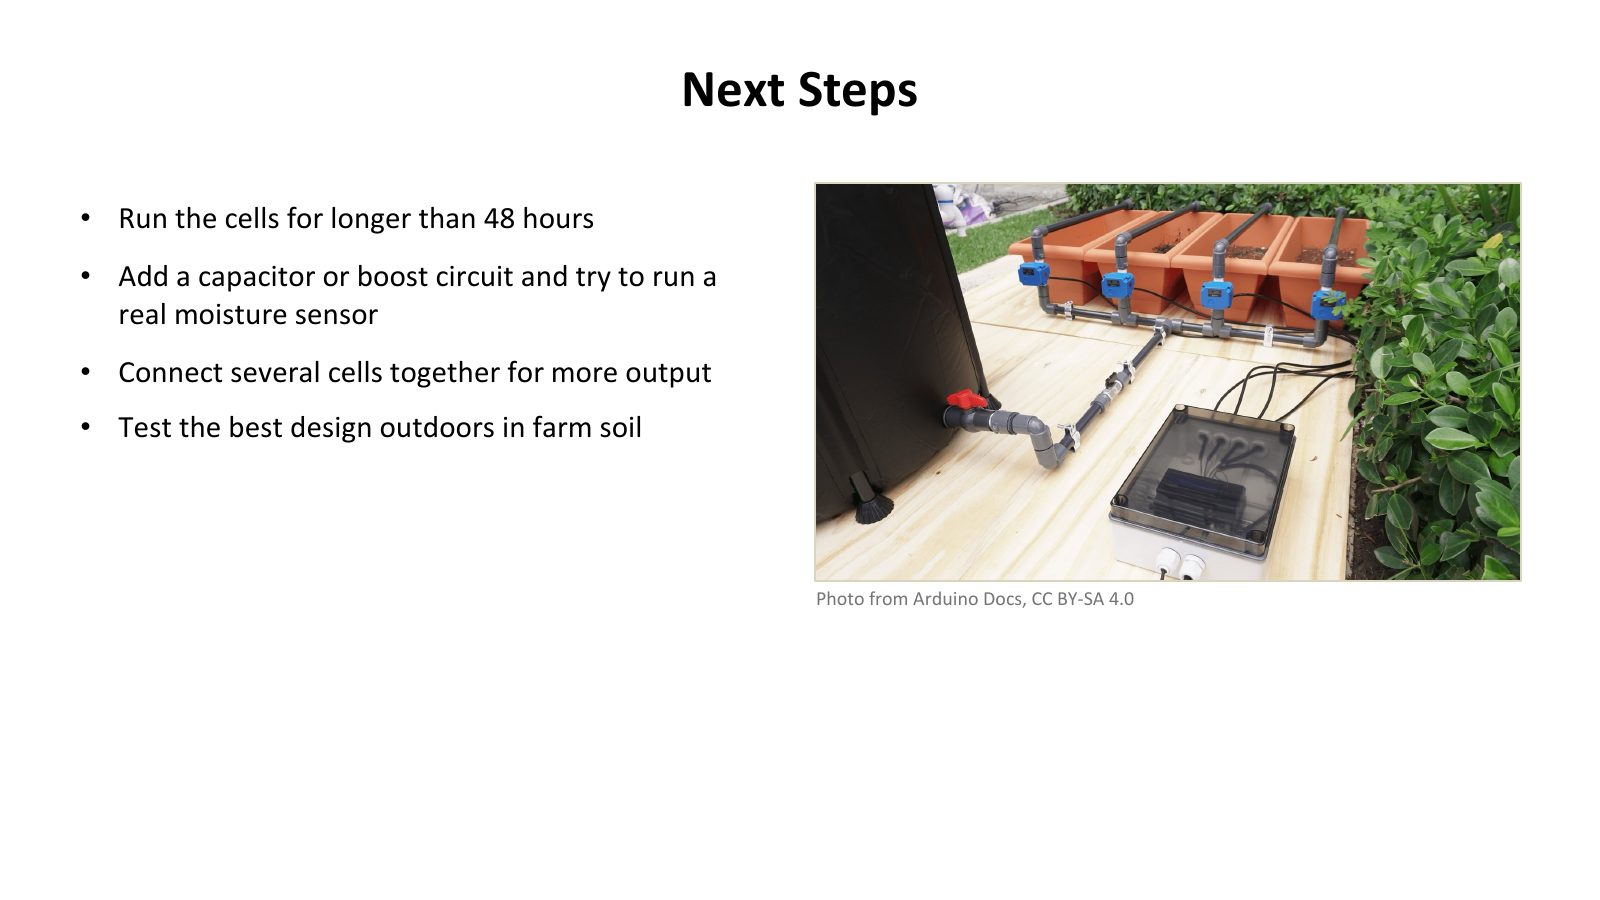 Next Steps
• Run the cells for longer than 48 hours
• Add a capacitor or boost circuit and try to run a
real moisture sensor
• Connect several cells together for more output
• Test the best design outdoors in farm soil
Photo from Arduino Docs, CC BY-SA 4.0